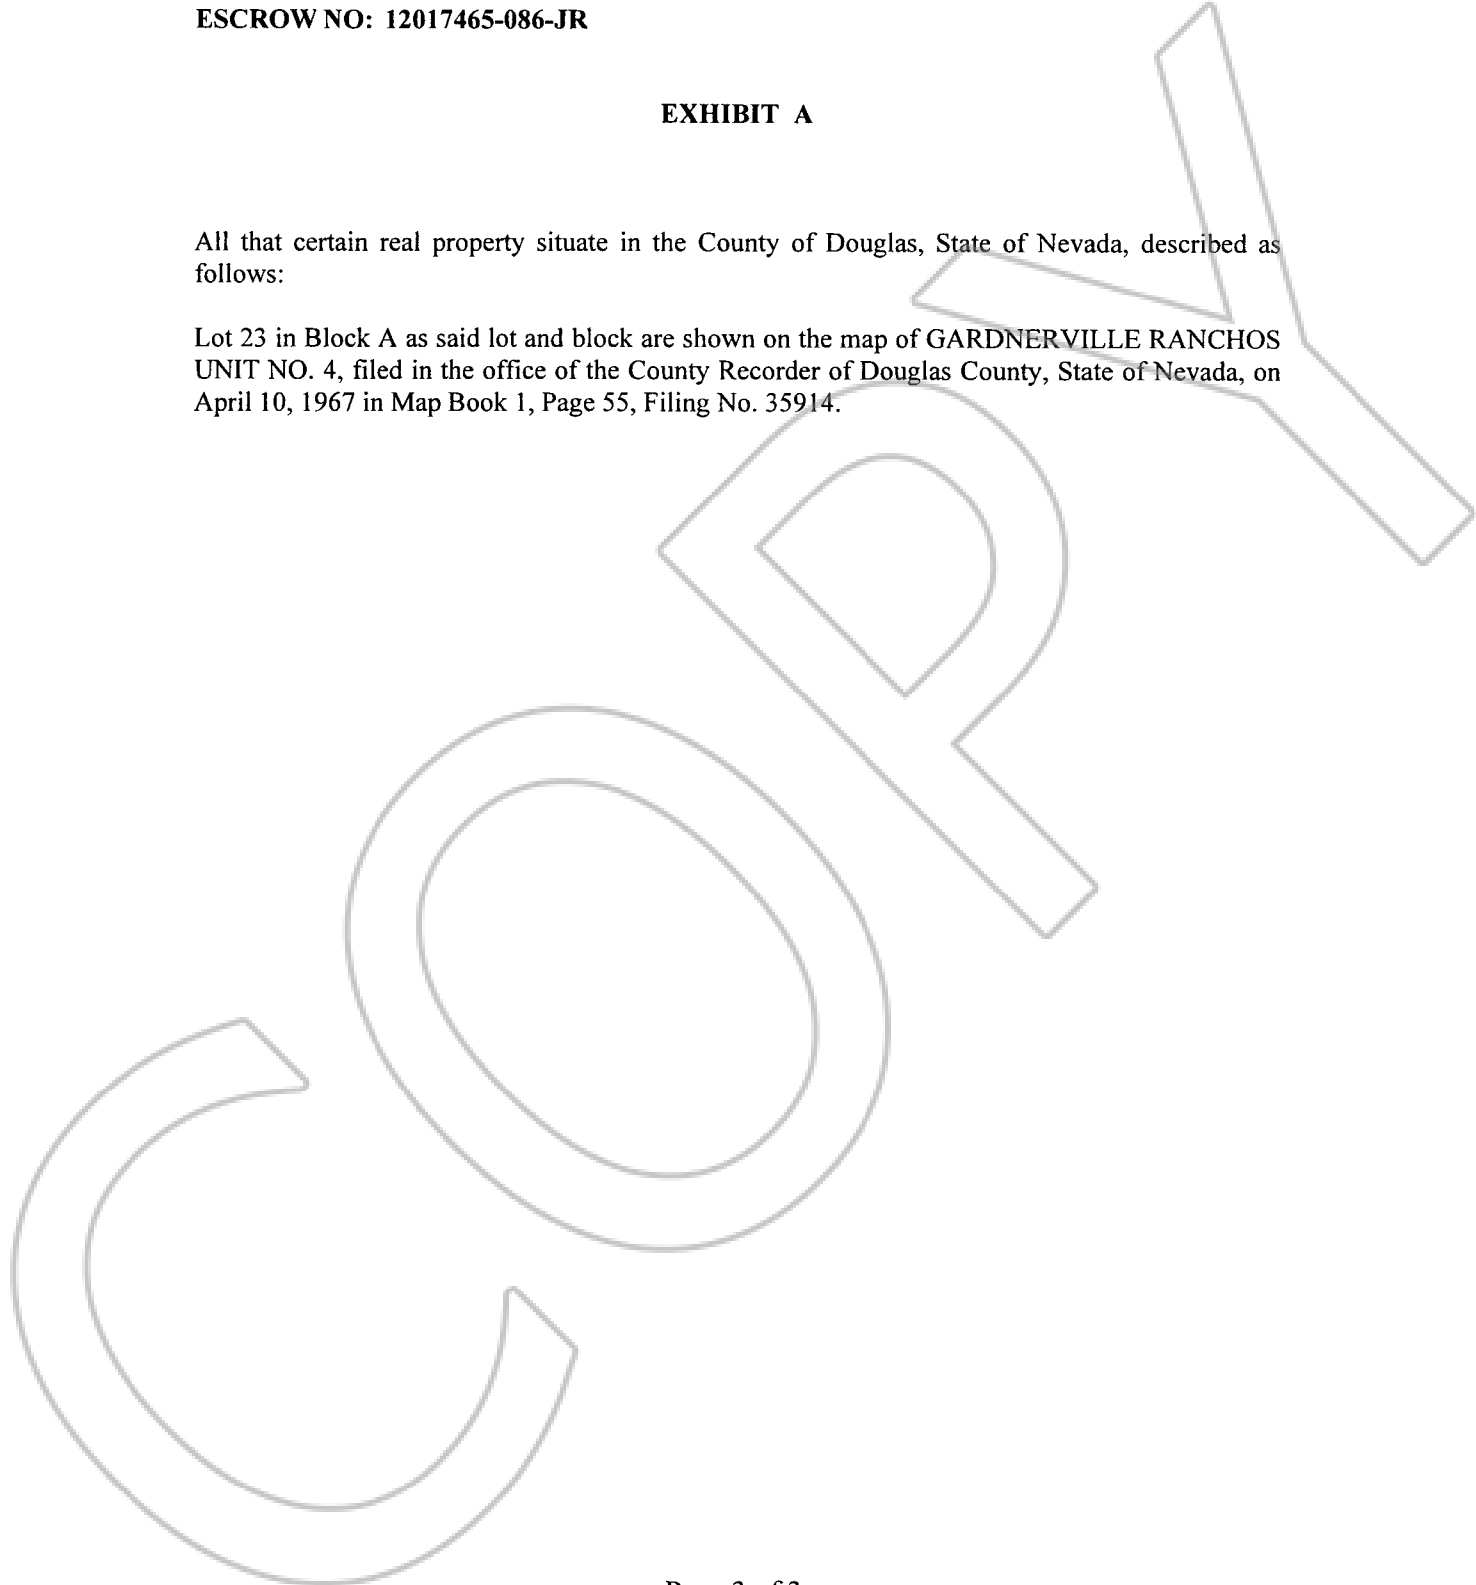 ESCROW NO: 12017465-086-JR
EXHIBIT A
All that certain real property situate in the County of Douglas, State of Nevada, described as
follows:
Lot 23 in Block A as said lot and block are shown on the map of GARDNERVILLE RANCHOS
UNIT NO. 4, filed in the office of the County Recorder of Douglas County, State of Nevada, on
April 10, 1967 in Map Book 1, Page 55, Filing No. 35914.
COPY